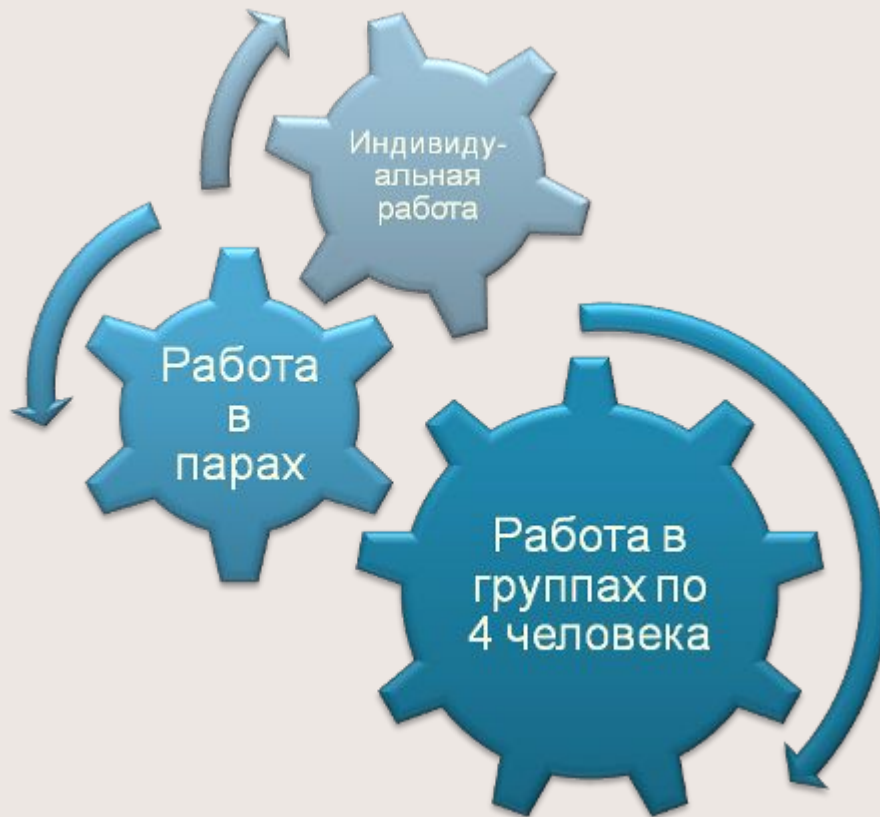 Индивиду-
альная
работа
Работа
в
парах
Работа в
группах по
4 человека